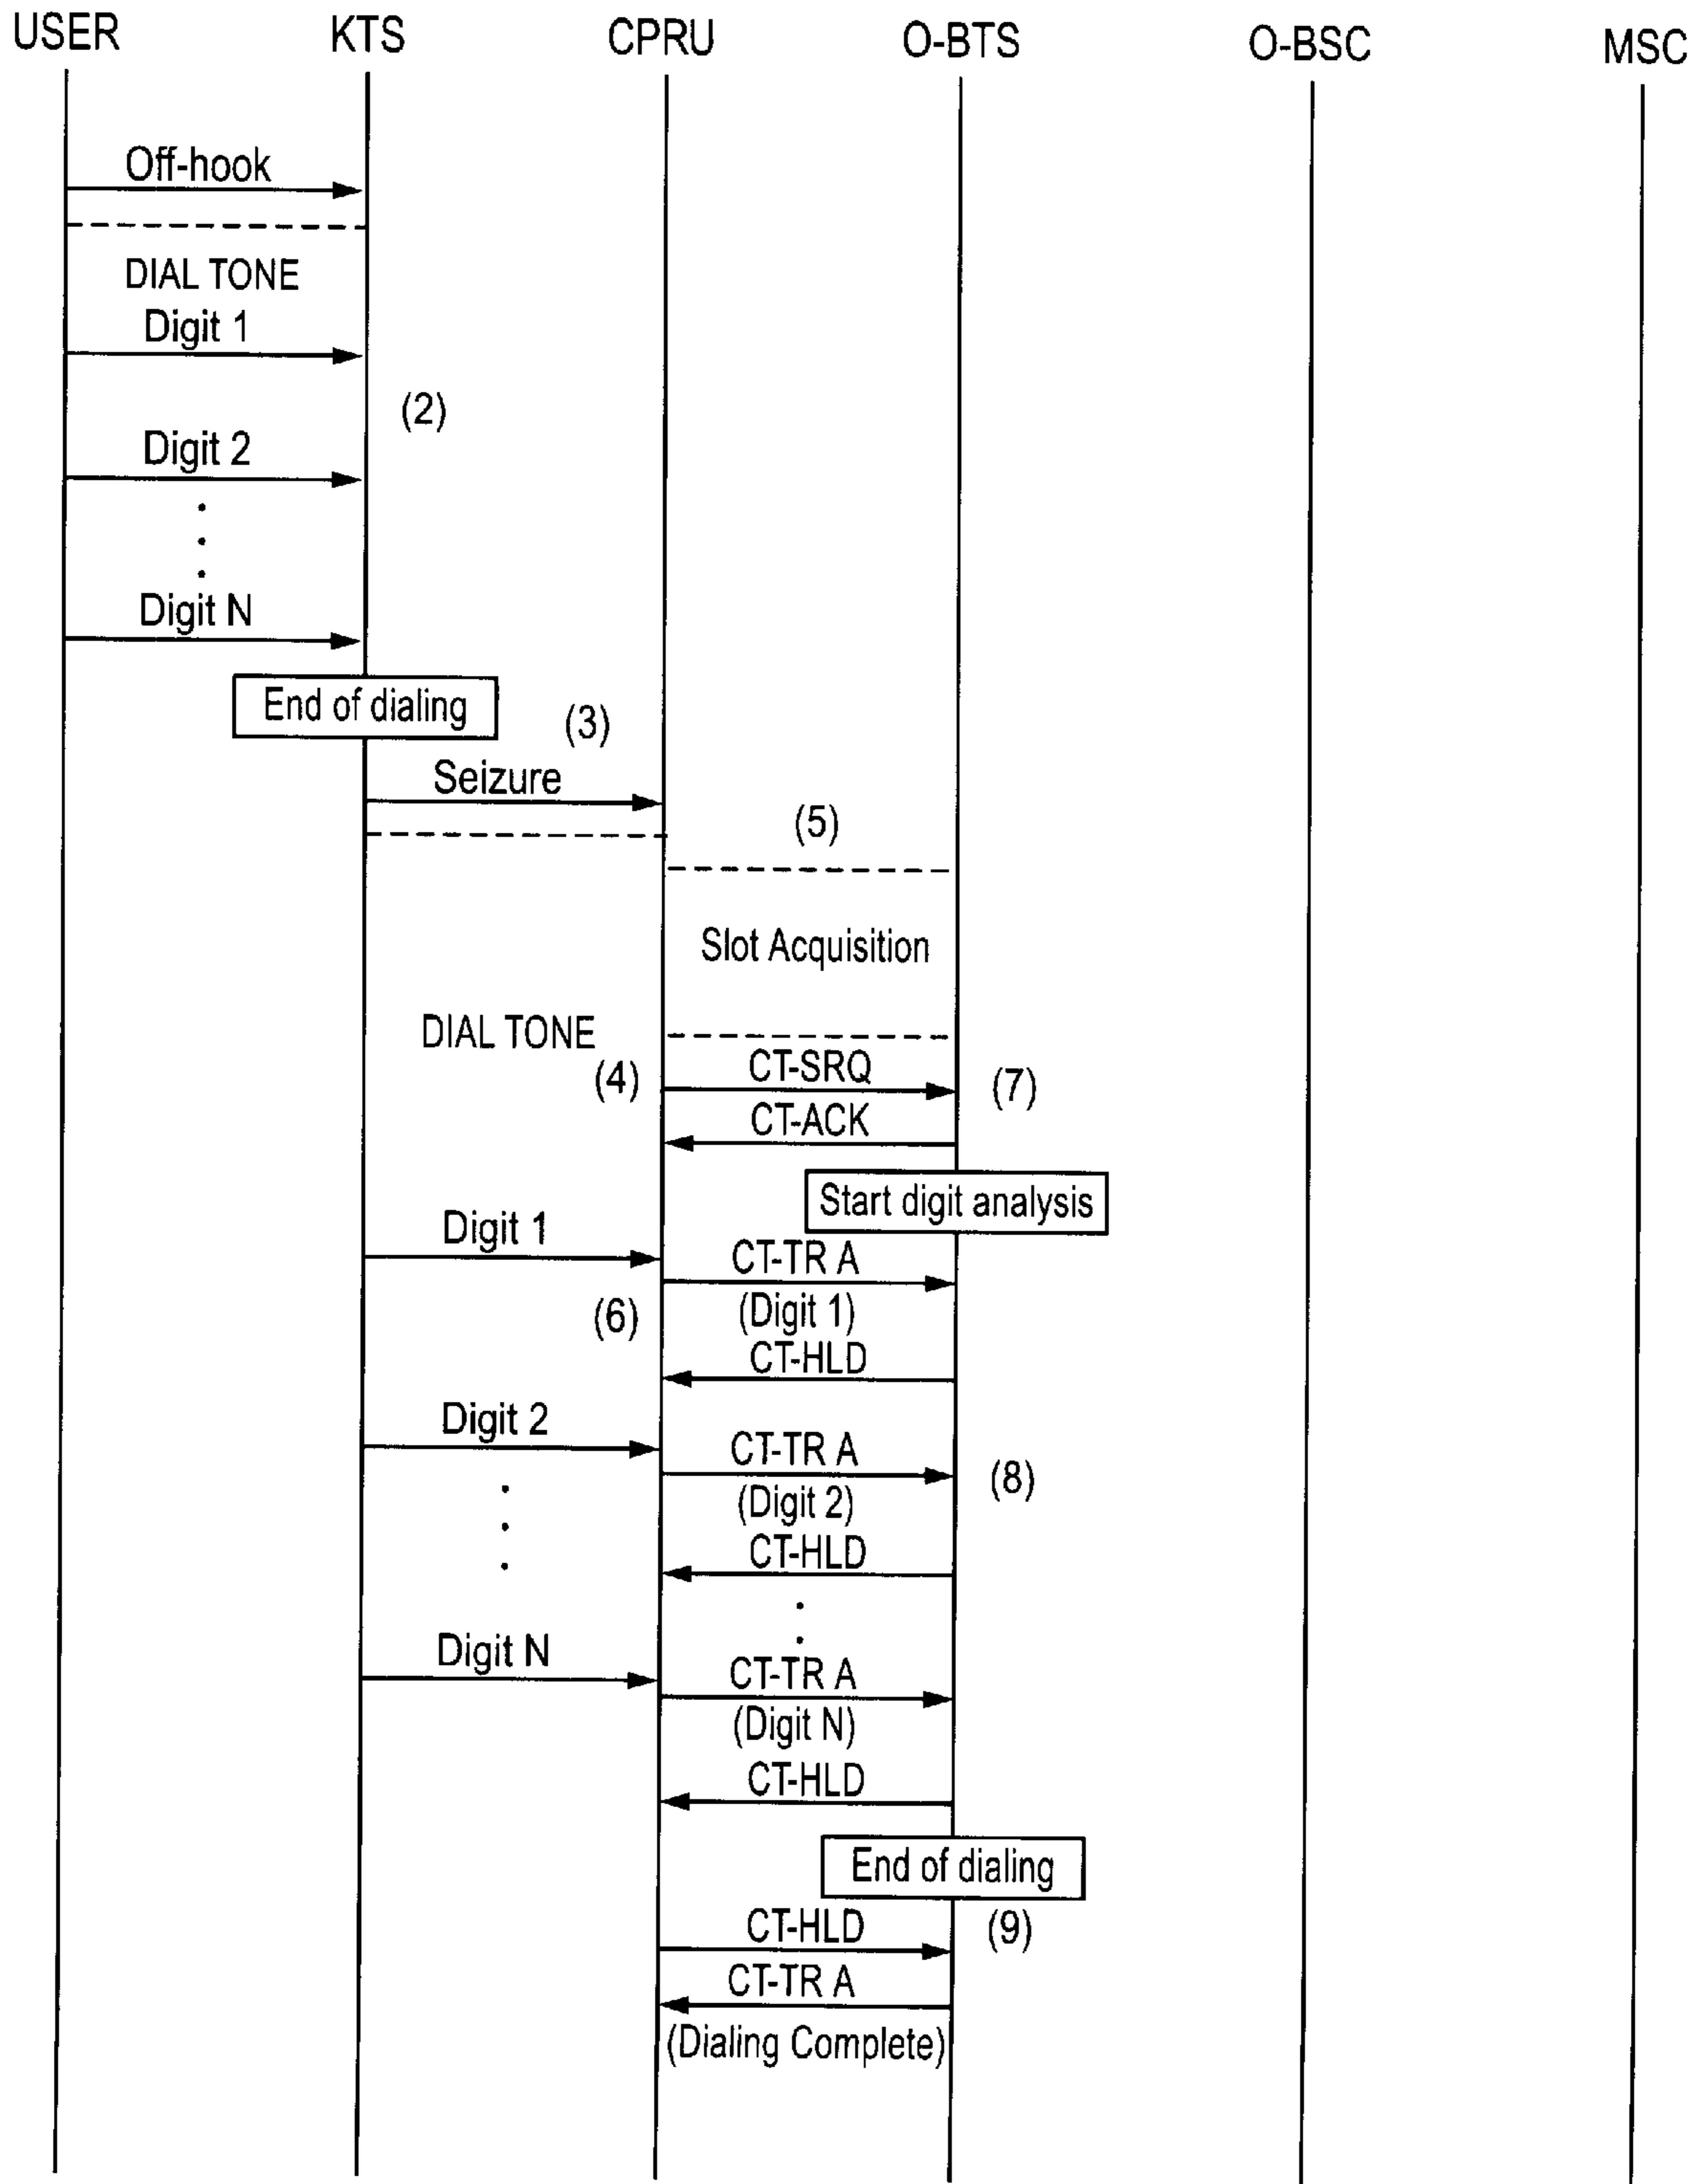 USER KTS CPRU O-BTS O-BSC MSC
Off-hook
DIAL TONE
Digit 1
(2)
Digit 2
Digit N
End of dialing
(3)
Seizure
(5)
Slot Acquisition
DIAL TONE
(4)
CT-SRQ
(7)
CT-ACK
Start digit analysis
Digit 1
CT-TR A
(6)
(Digit 1)
CT-HLD
Digit 2
CT-TR A
(8)
(Digit 2)
CT-HLD
Digit N
CT-TR A
(Digit N)
CT-HLD
End of dialing
CT-HLD
(9)
CT-TR A
(Dialing Complete)